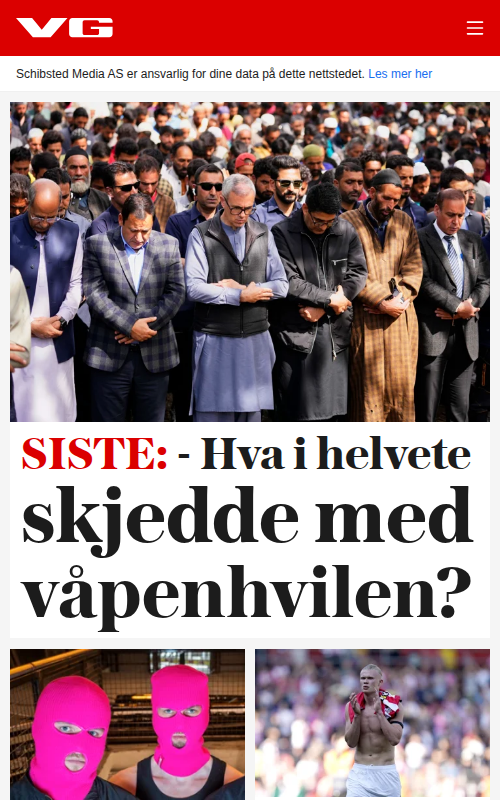 VG
Schibsted Media AS er ansvarlig for dine data på dette nettstedet. Les mer her
SISTE: - Hva i helvete
skjedde med
våpenhvilen?